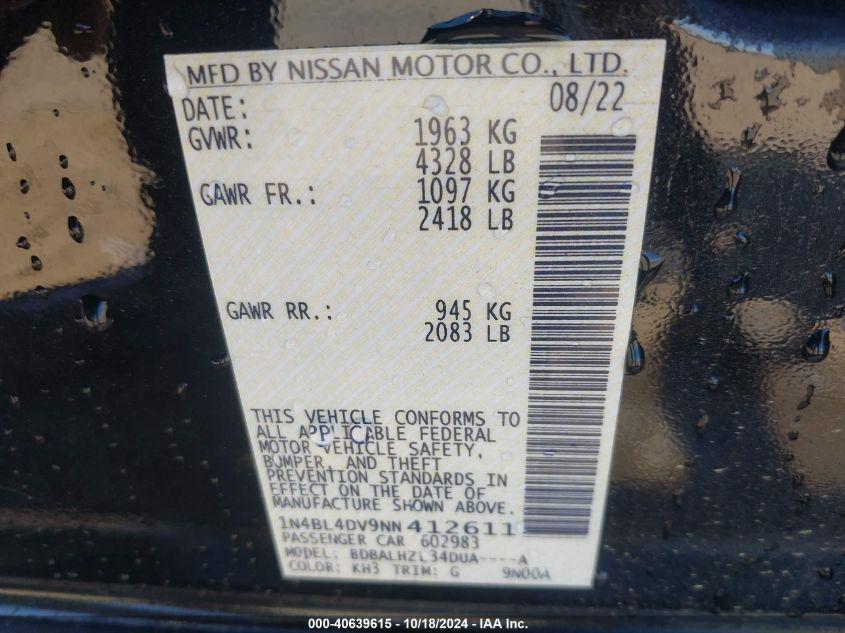 MFD BY NISSAN MOTOR CO., LTD.
DATE: 08/22
GVWR: 1963 KG
4328 LB
GAWR FR.: 1097 KG
2418 LB
GAWR RR.: 945 KG
2083 LB
THIS VEHICLE CONFORMS TO
ALL APPLICABLE FEDERAL
MOTOR VEHICLE SAFETY,
BUMPER, AND THEFT
PREVENTION STANDARDS IN
EFFECT ON THE DATE OF
MANUFACTURE SHOWN ABOVE.
1N4BL4DV9NN412611
PASSENGER CAR 602983
MODEL: BDBALHZL34DUA----A
COLOR: KH3 TRIM: G 9N00A
000-40639615 - 10/18/2024 - IAA Inc.